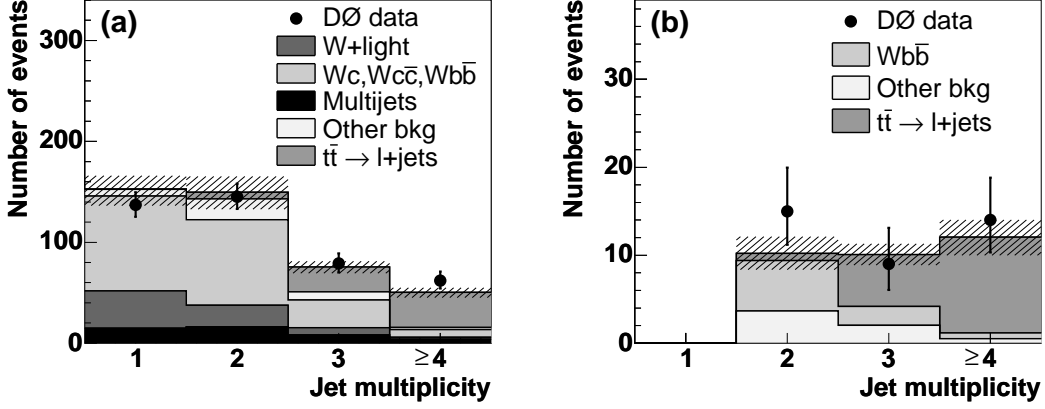 (a)
DØ data
W+light
Wc,Wcc̄,Wbb̄
Multijets
Other bkg
tt̄ → l+jets
Number of events
300
200
100
0
1 2 3 ≥4
Jet multiplicity
(b)
DØ data
Wbb̄
Other bkg
tt̄ → l+jets
Number of events
30
20
10
0
1 2 3 ≥4
Jet multiplicity